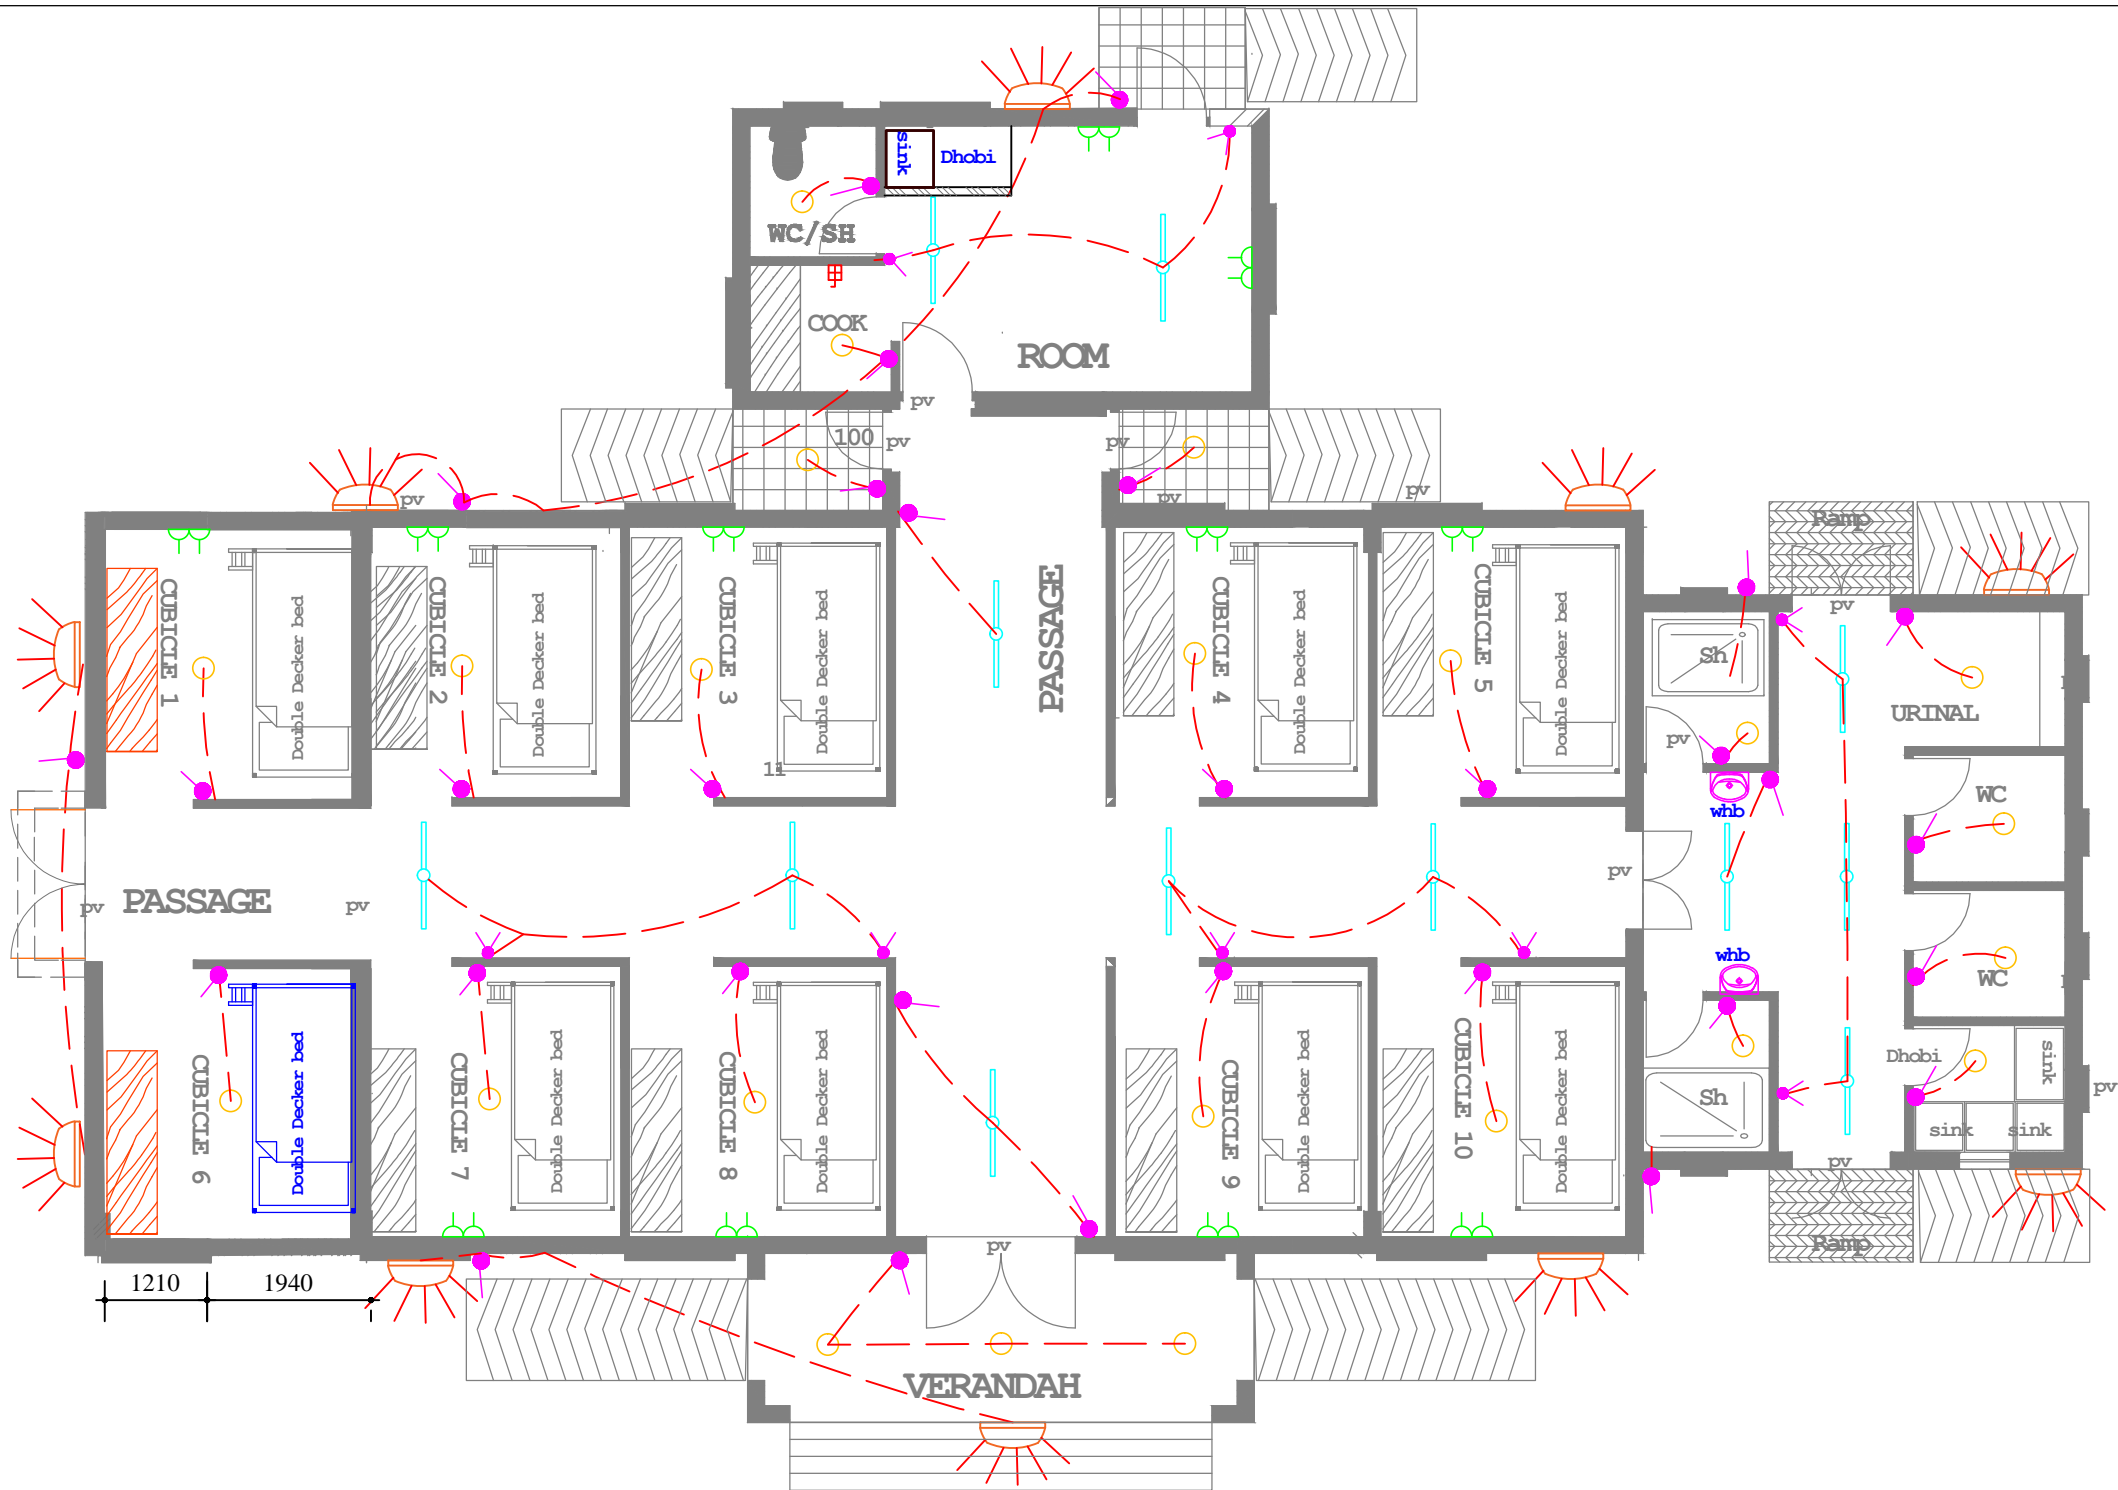 sink
Dhobi
WC/SH
COOK
ROOM
pv
100
pv
pv
pv
pv
pv
Ramp
CUBICLE 1
Double Decker bed
CUBICLE 2
Double Decker bed
CUBICLE 3
Double Decker bed
11
PASSAGE
CUBICLE 4
Double Decker bed
CUBICLE 5
Double Decker bed
pv
Sh
URINAL
pv
WC
whb
PASSAGE
pv
pv
pv
whb
WC
CUBICLE 6
Double Decker bed
CUBICLE 7
Double Decker bed
CUBICLE 8
Double Decker bed
CUBICLE 9
Double Decker bed
CUBICLE 10
Double Decker bed
Dhobi
sink
pv
Sh
sink
sink
pv
pv
Ramp
1210
1940
VERANDAH